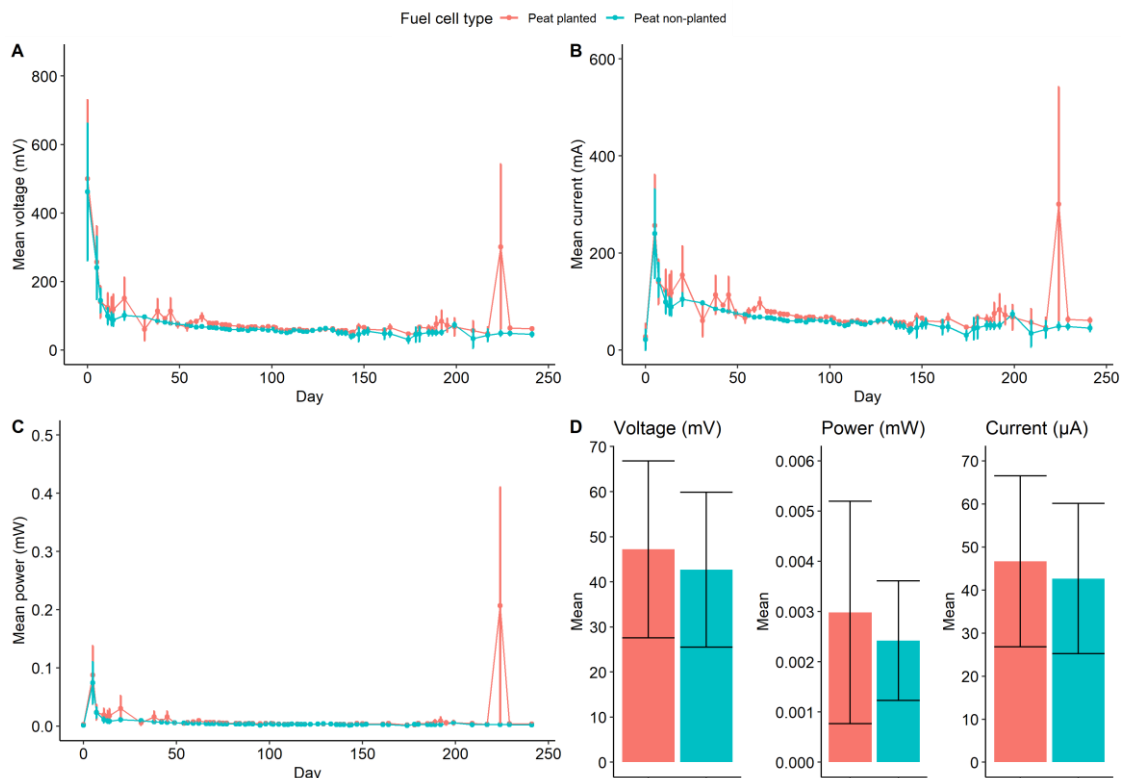 Fuel cell type Peat planted Peat non-planted
A
800
600
400
200
0
Mean voltage (mV)
0 50 100 150 200 250
Day
B
600
400
200
0
Mean current (mA)
0 50 100 150 200 250
Day
C
0.5
0.4
0.3
0.2
0.1
0.0
Mean power (mW)
0 50 100 150 200 250
Day
D
Voltage (mV)
70
60
50
40
30
20
10
0
Mean
Power (mW)
0.006
0.005
0.004
0.003
0.002
0.001
0.000
Mean
Current (µA)
70
60
50
40
30
20
10
0
Mean